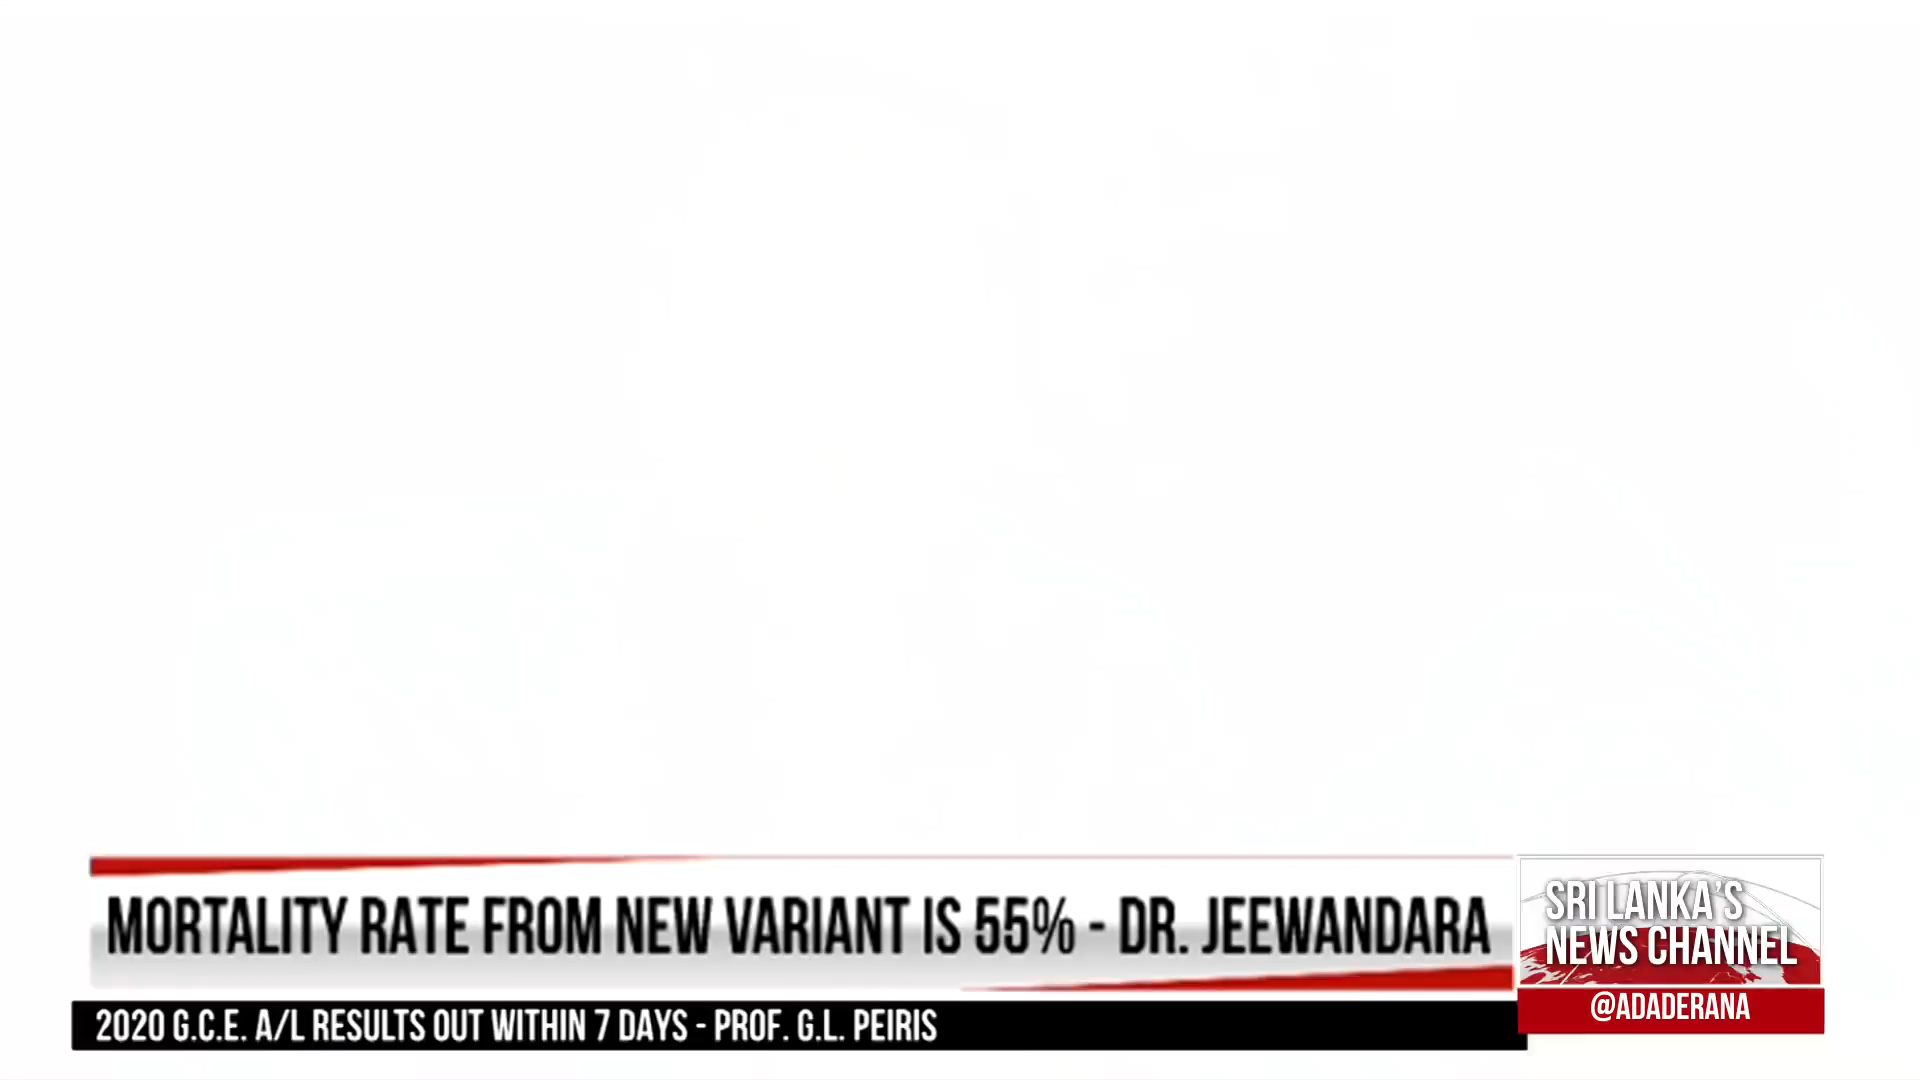 MORTALITY RATE FROM NEW VARIANT IS 55% - DR. JEEWANDARA
SRI LANKA'S
NEWS CHANNEL
@ADADERANA
2020 G.C.E. A/L RESULTS OUT WITHIN 7 DAYS - PROF. G.L. PEIRIS